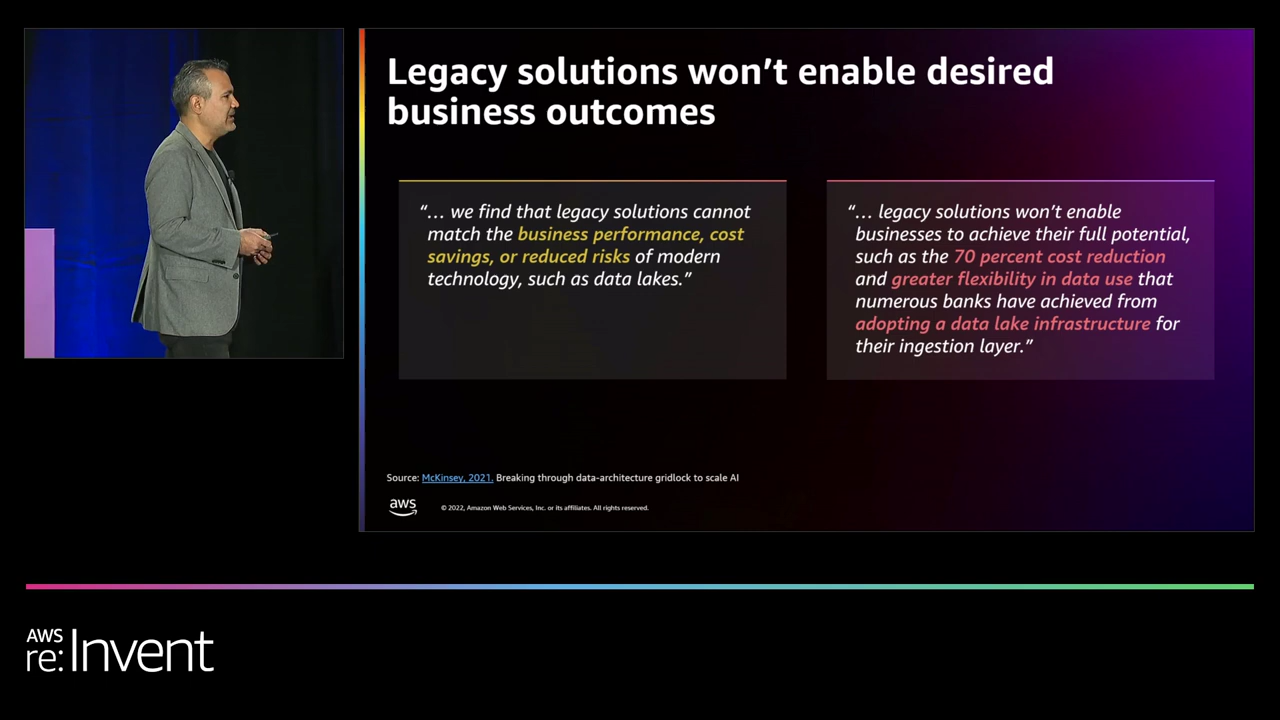 Legacy solutions won’t enable desired
business outcomes
“… we find that legacy solutions cannot
match the business performance, cost
savings, or reduced risks of modern
technology, such as data lakes.”
“… legacy solutions won’t enable
businesses to achieve their full potential,
such as the 70 percent cost reduction
and greater flexibility in data use that
numerous banks have achieved from
adopting a data lake infrastructure for
their ingestion layer.”
Source: McKinsey, 2021. Breaking through data-architecture gridlock to scale AI
aws
© 2022, Amazon Web Services, Inc. or its affiliates. All rights reserved.
AWS
re:Invent